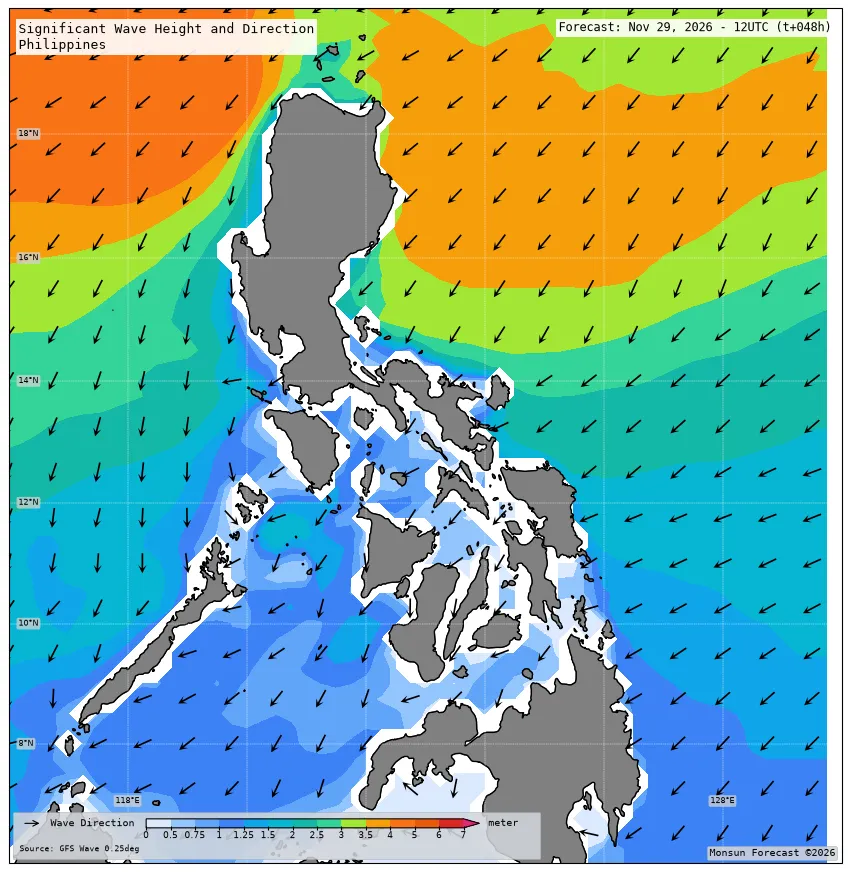 Significant Wave Height and Direction
Philippines
Forecast: Nov 29, 2026 - 12UTC (t+048h)
18°N
16°N
14°N
12°N
10°N
8°N
118°E
128°E
Wave Direction
0 0.5 0.75 1 1.25 1.5 2 2.5 3 3.5 4 5 6 7
meter
Source: GFS Wave 0.25deg
Monsun Forecast ©2026